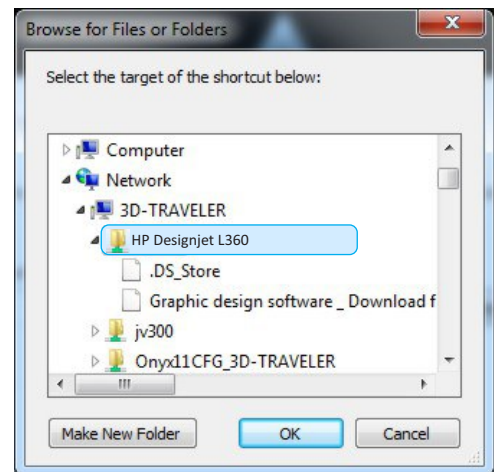 Browse for Files or Folders
Select the target of the shortcut below:
Computer
Network
3D-TRAVELER
HP Designjet L360
.DS_Store
Graphic design software _ Download f
jv300
Onyx11CFG_3D-TRAVELER
Make New Folder OK Cancel